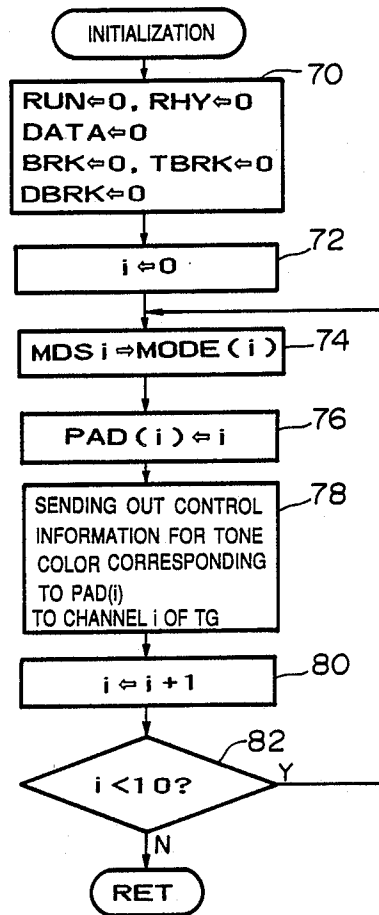 INITIALIZATION
70
RUN⇦0, RHY⇦0
DATA⇦0
BRK⇦0, TBRK⇦0
DBRK⇦0
72
i⇦0
MDSi⇨MODE(i)
74
76
PAD(i)⇦i
78
SENDING OUT CONTROL
INFORMATION FOR TONE
COLOR CORRESPONDING
TO PAD(i)
TO CHANNEL i OF TG
80
i⇦i+1
82
i<10?
Y
N
RET